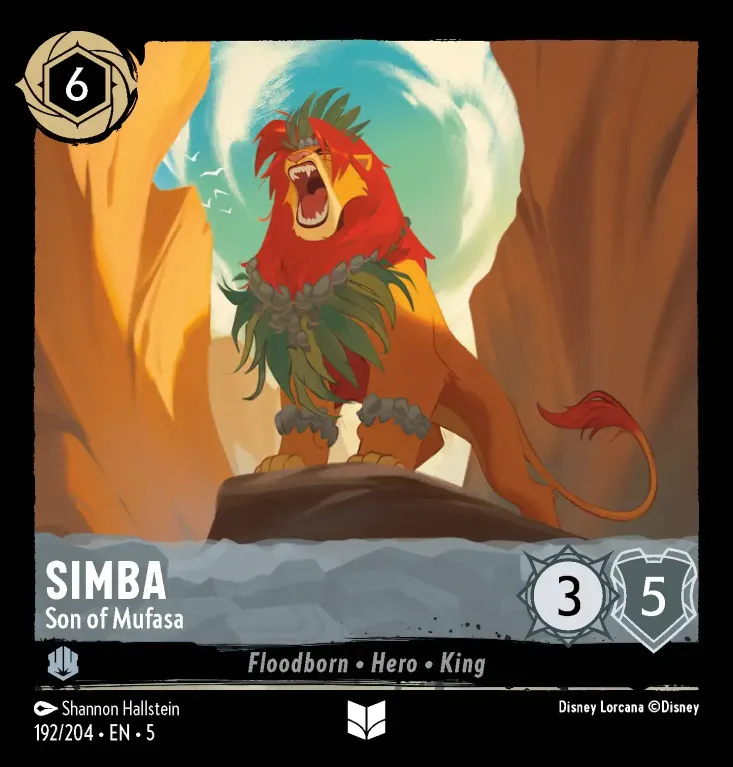 6
SIMBA
Son of Mufasa
3
5
Floodborn • Hero • King
Shannon Hallstein
Disney Lorcana ©Disney
192/204 • EN • 5